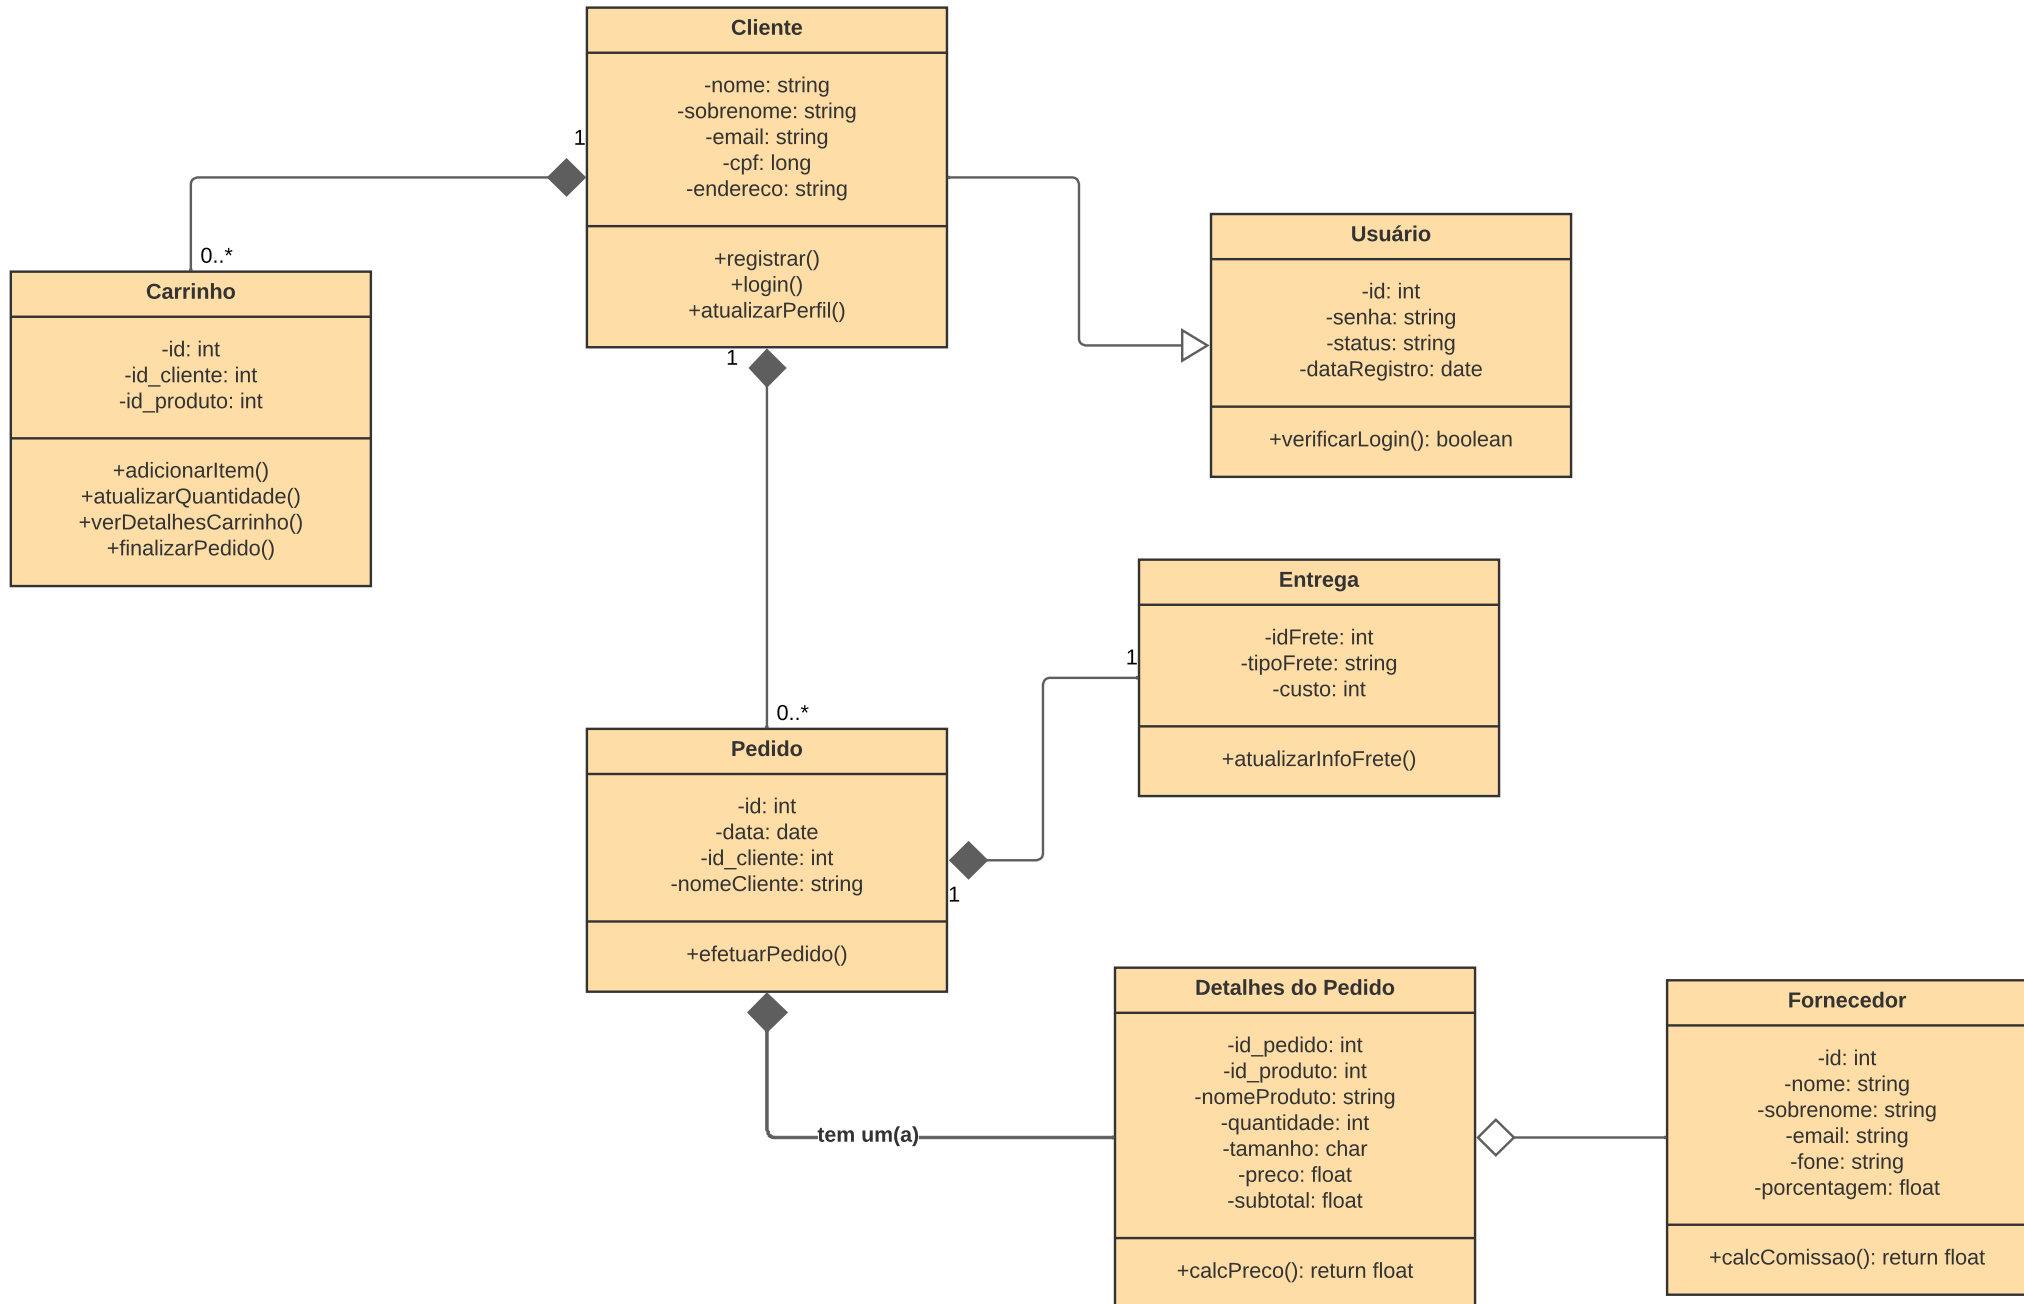 Cliente
-nome: string
-sobrenome: string
-email: string
-cpf: long
-endereco: string
+registrar()
+login()
+atualizarPerfil()
1
0..*
Carrinho
-id: int
-id_cliente: int
-id_produto: int
+adicionarItem()
+atualizarQuantidade()
+verDetalhesCarrinho()
+finalizarPedido()
Usuário
-id: int
-senha: string
-status: string
-dataRegistro: date
+verificarLogin(): boolean
1
0..*
Pedido
-id: int
-data: date
-id_cliente: int
-nomeCliente: string
+efetuarPedido()
1
1
Entrega
-idFrete: int
-tipoFrete: string
-custo: int
+atualizarInfoFrete()
tem um(a)
Detalhes do Pedido
-id_pedido: int
-id_produto: int
-nomeProduto: string
-quantidade: int
-tamanho: char
-preco: float
-subtotal: float
+calcPreco(): return float
Fornecedor
-id: int
-nome: string
-sobrenome: string
-email: string
-fone: string
-porcentagem: float
+calcComissao(): return float